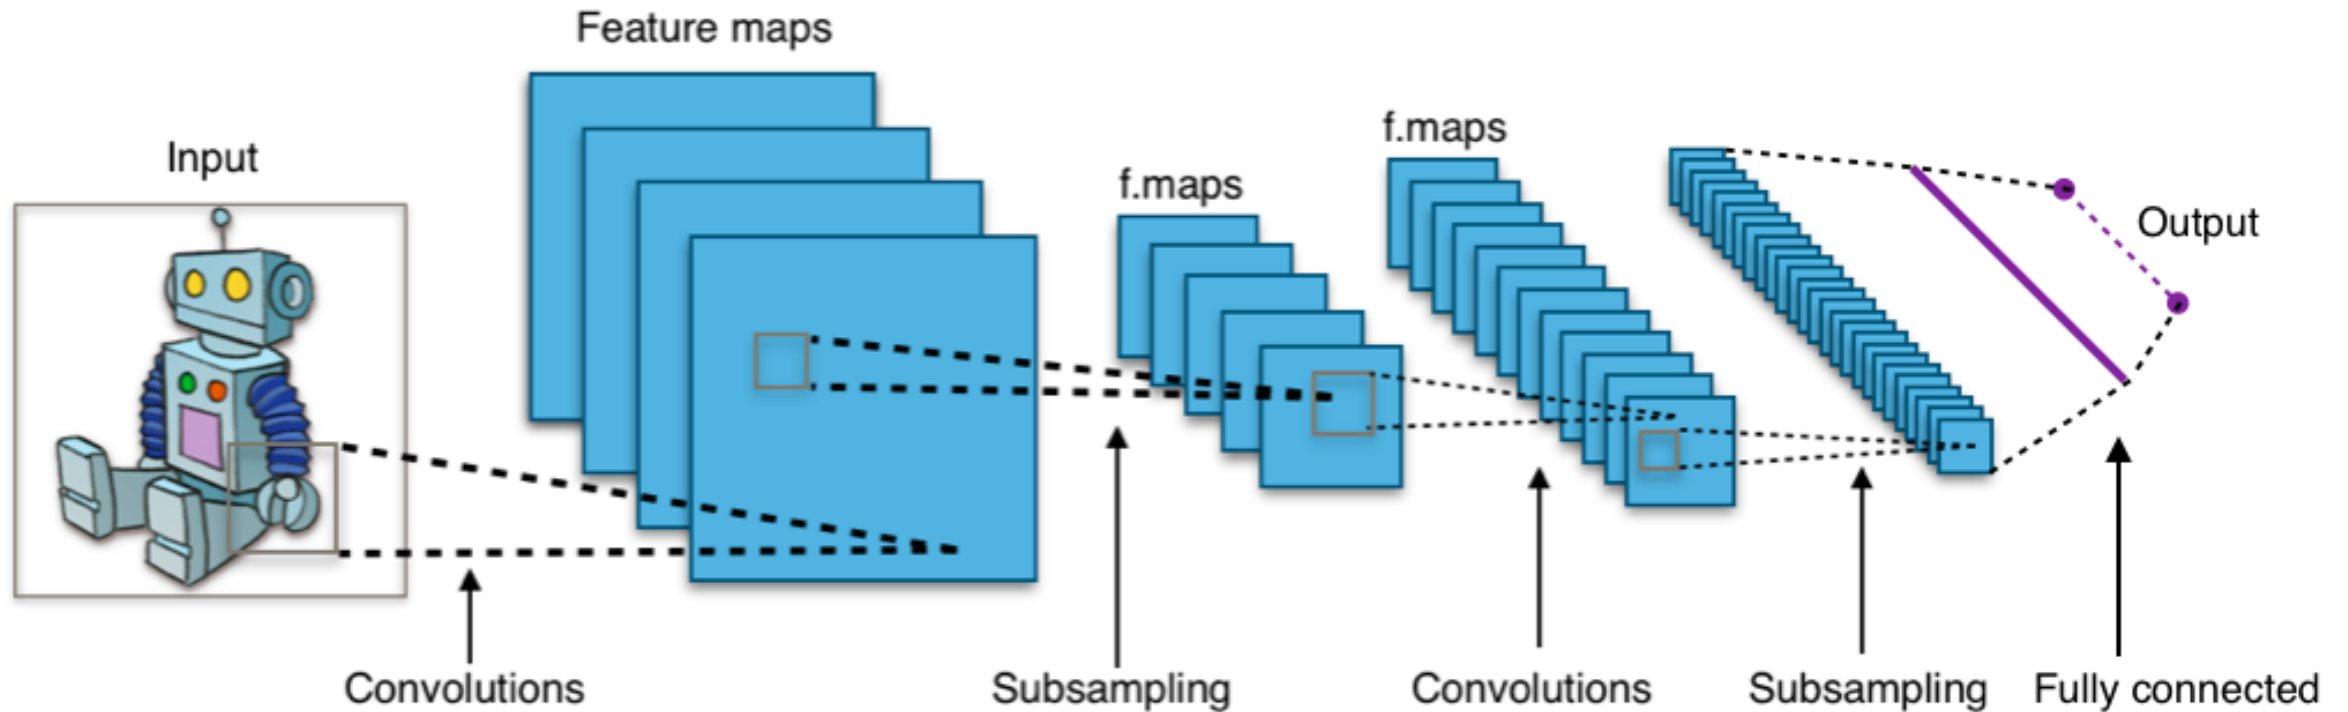 Feature maps
Input
f.maps
f.maps
Output
Convolutions
Subsampling
Convolutions
Subsampling
Fully connected